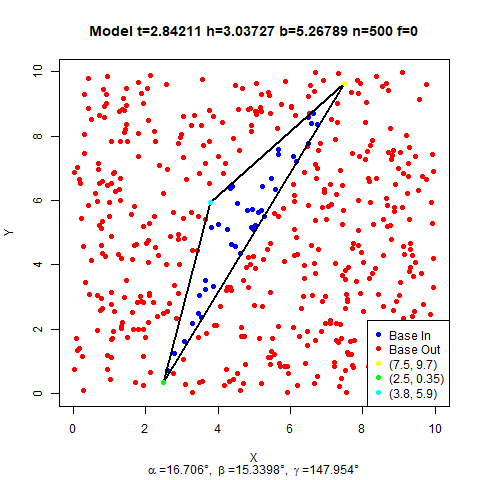 Model t=2.84211 h=3.03727 b=5.26789 n=500 f=0
10
8
6
4
2
0
Y
Base In
Base Out
(7.5, 9.7)
(2.5, 0.35)
(3.8, 5.9)
0 2 4 6 8 10
X
α =16.706°, β =15.3398°, γ =147.954°